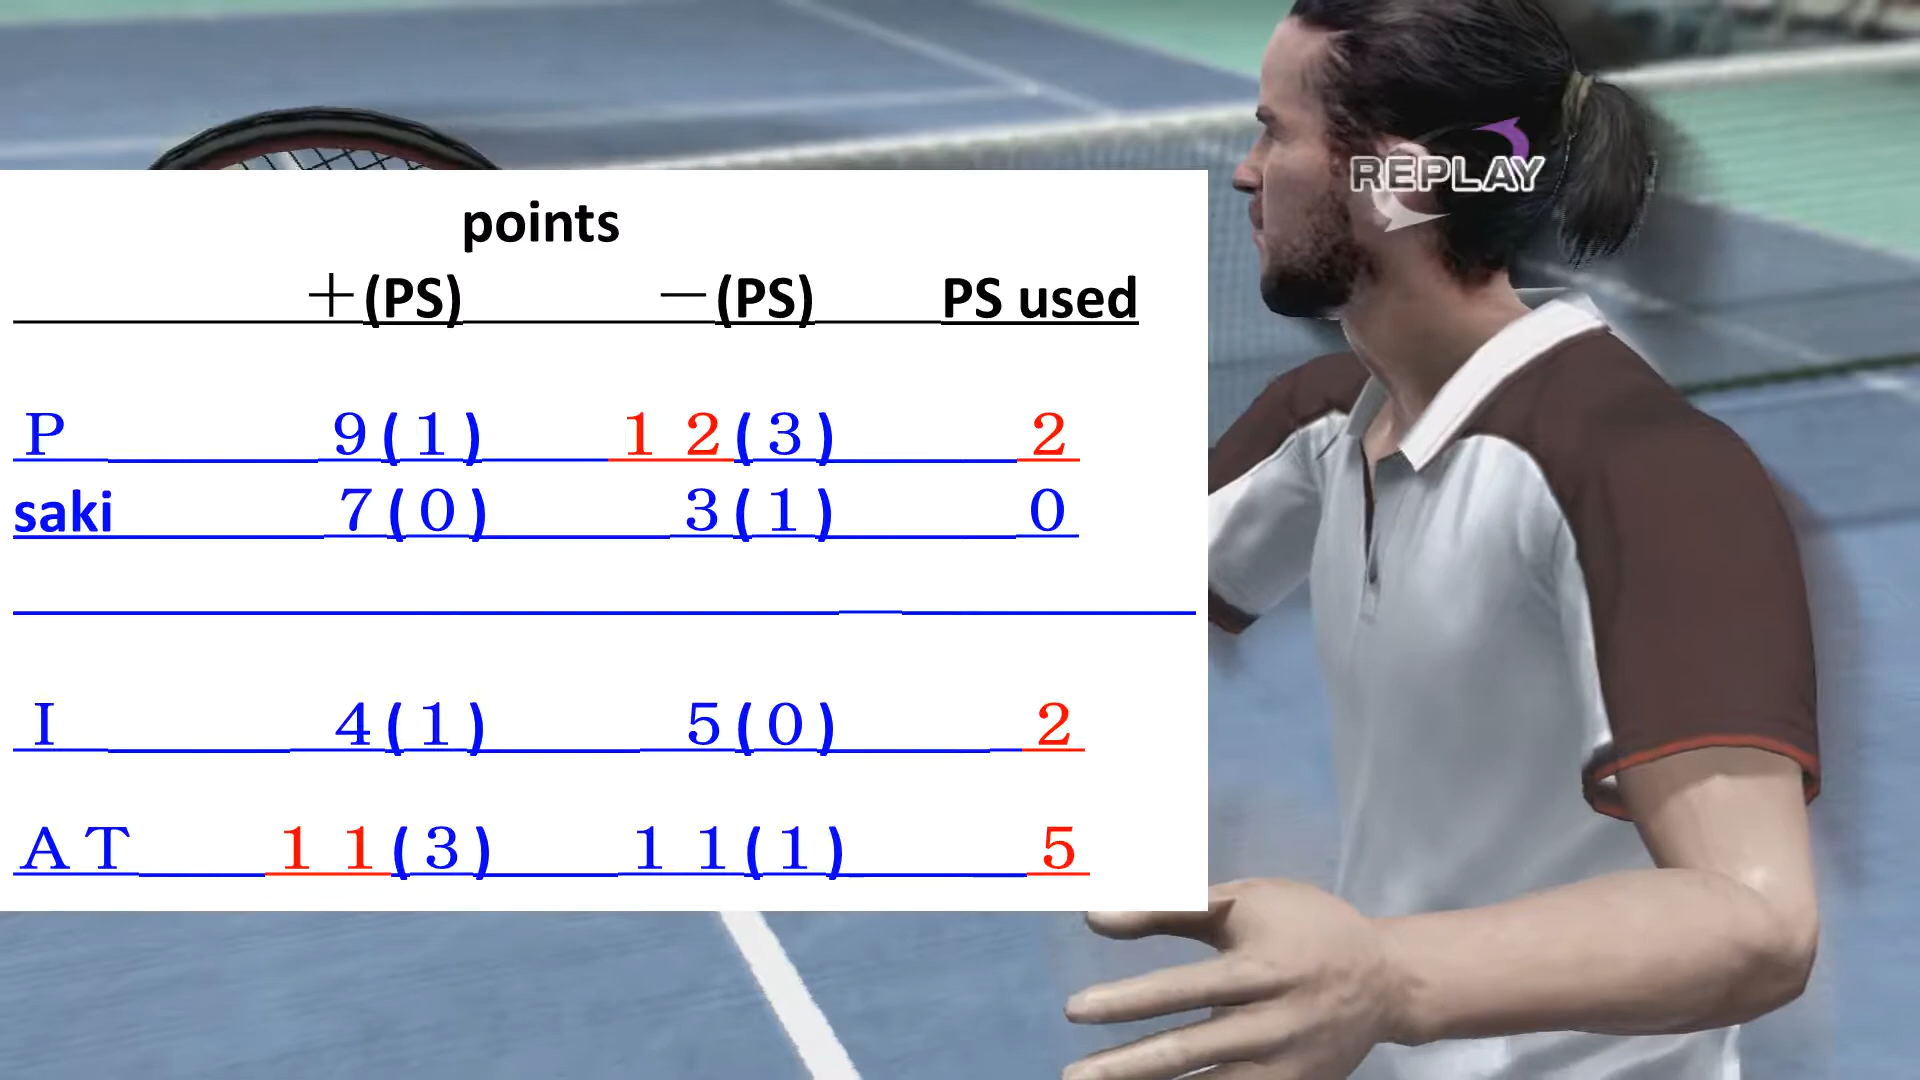 REPLAY
points
＋(PS) －(PS) PS used
Ｐ ９(１) １２(３) ２
saki ７(０) ３(１) ０
Ｉ ４(１) ５(０) ２
ＡＴ １１(３) １１(１) ５